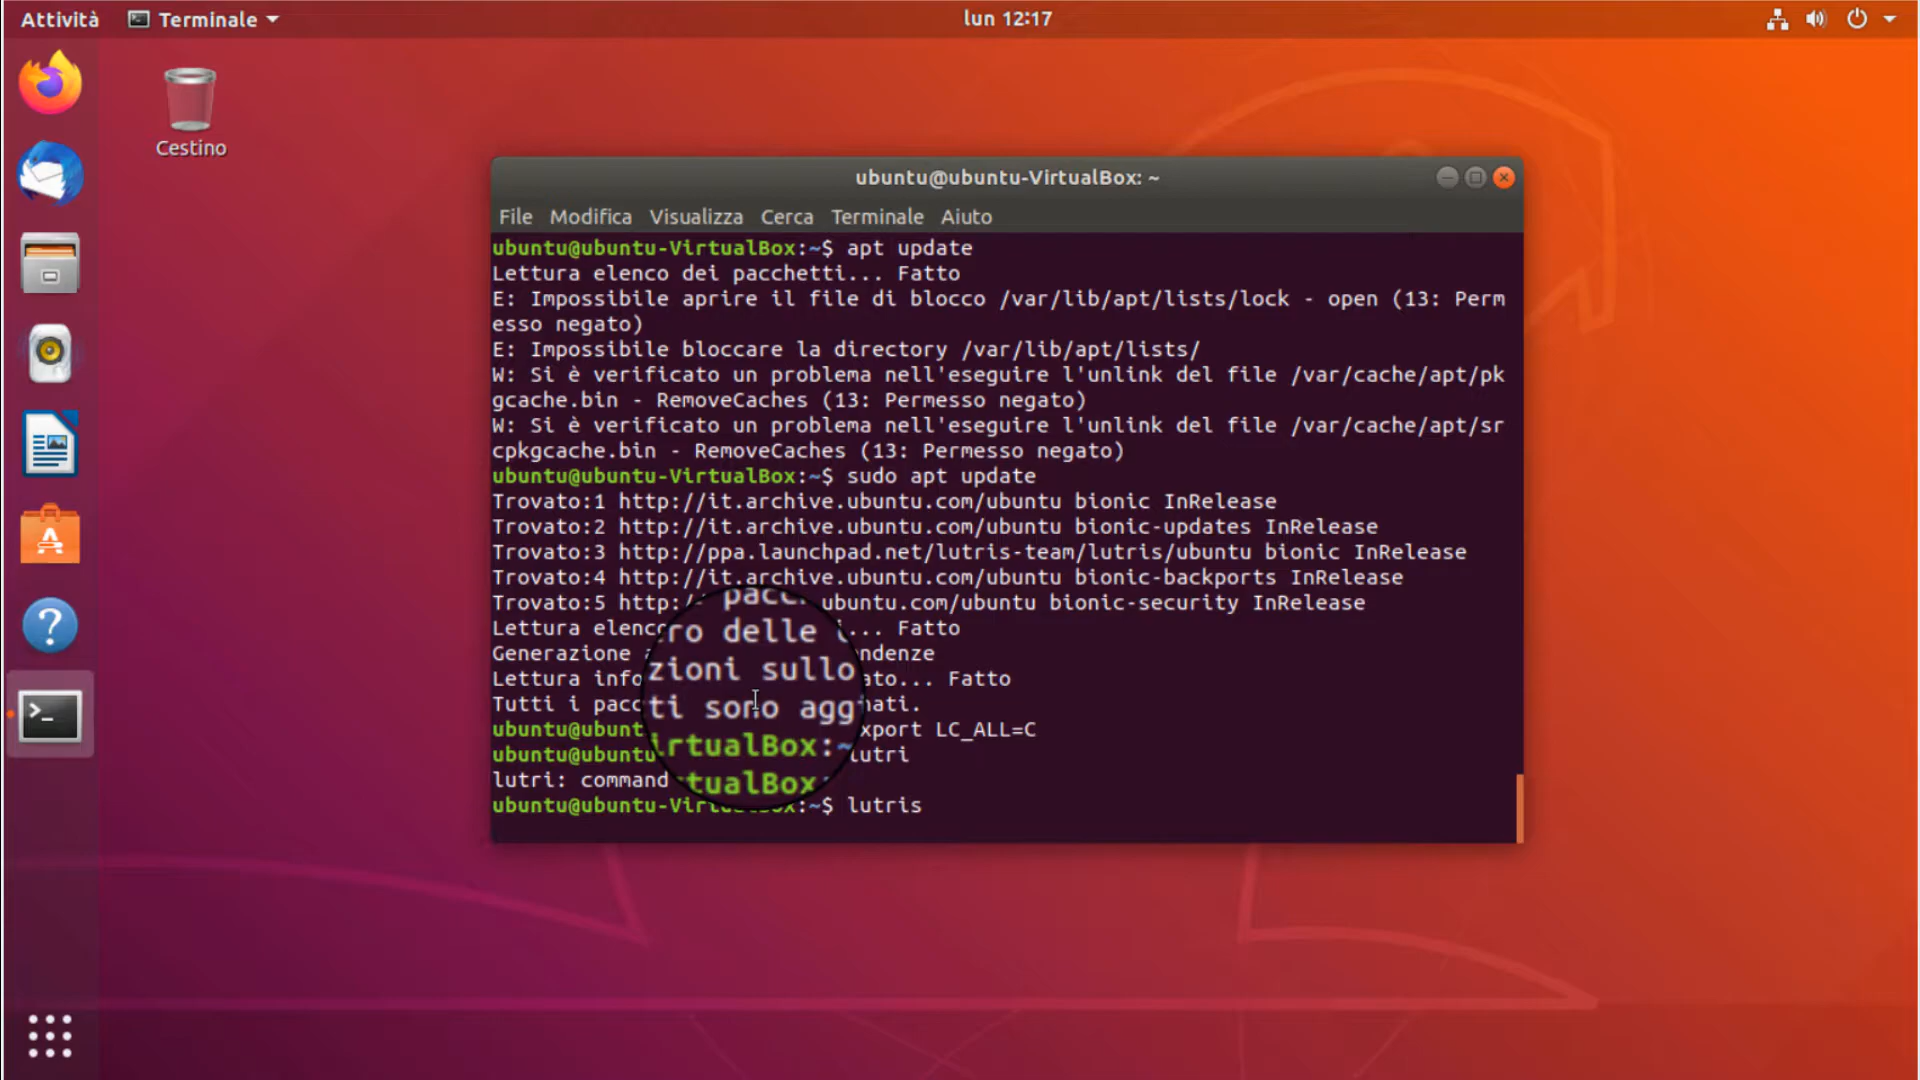 Attività Terminale lun 12:17
Cestino
ubuntu@ubuntu-VirtualBox: ~
File Modifica Visualizza Cerca Terminale Aiuto
ubuntu@ubuntu-VirtualBox:~$ apt update
Lettura elenco dei pacchetti... Fatto
E: Impossibile aprire il file di blocco /var/lib/apt/lists/lock - open (13: Perm
esso negato)
E: Impossibile bloccare la directory /var/lib/apt/lists/
W: Si è verificato un problema nell'eseguire l'unlink del file /var/cache/apt/pk
gcache.bin - RemoveCaches (13: Permesso negato)
W: Si è verificato un problema nell'eseguire l'unlink del file /var/cache/apt/sr
cpkgcache.bin - RemoveCaches (13: Permesso negato)
ubuntu@ubuntu-VirtualBox:~$ sudo apt update
Trovato:1 http://it.archive.ubuntu.com/ubuntu bionic InRelease
Trovato:2 http://it.archive.ubuntu.com/ubuntu bionic-updates InRelease
Trovato:3 http://ppa.launchpad.net/lutris-team/lutris/ubuntu bionic InRelease
Trovato:4 http://it.archive.ubuntu.com/ubuntu bionic-backports InRelease
Trovato:5 http:/ pacc ubuntu.com/ubuntu bionic-security InRelease
Lettura elenco ro delle ... Fatto
Generazione zioni sullo ndenze
Lettura info ato... Fatto
Tutti i pacc ti sono agg nati.
ubuntu@ubunt irtualBox:~ xport LC_ALL=C
ubuntu@ubuntu lutri
lutri: command tualBox:
ubuntu@ubuntu-Vir x:~$ lutris